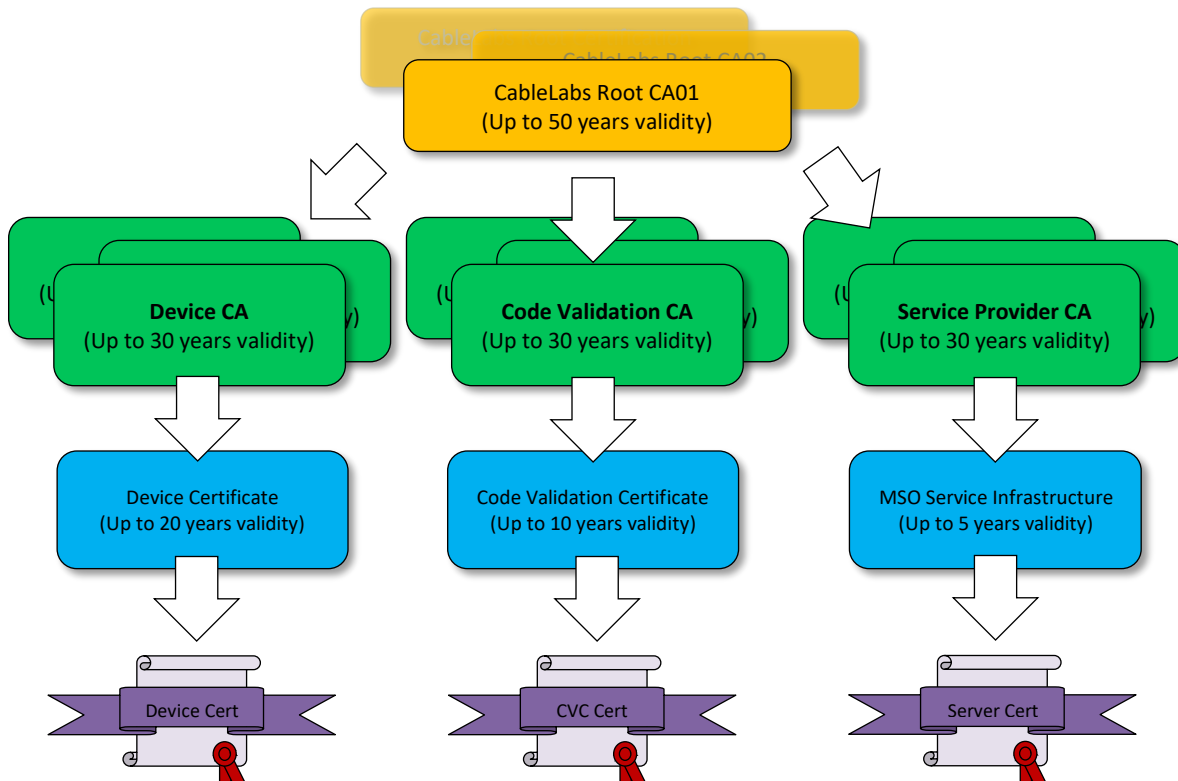 CableLabs Root CA02
CableLabs Root CA01
(Up to 50 years validity)
Device CA
(Up to 30 years validity)
Code Validation CA
(Up to 30 years validity)
Service Provider CA
(Up to 30 years validity)
Device Certificate
(Up to 20 years validity)
Code Validation Certificate
(Up to 10 years validity)
MSO Service Infrastructure
(Up to 5 years validity)
Device Cert
CVC Cert
Server Cert